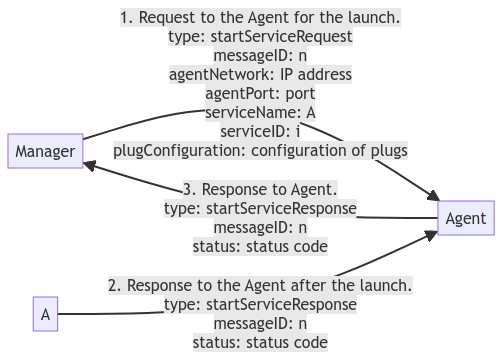 1. Request to the Agent for the launch.
type: startServiceRequest
messageID: n
agentNetwork: IP address
agentPort: port
serviceName: A
serviceID: i
plugConfiguration: configuration of plugs
Manager
3. Response to Agent.
type: startServiceResponse
messageID: n
status: status code
Agent
2. Response to the Agent after the launch.
type: startServiceResponse
messageID: n
status: status code
A